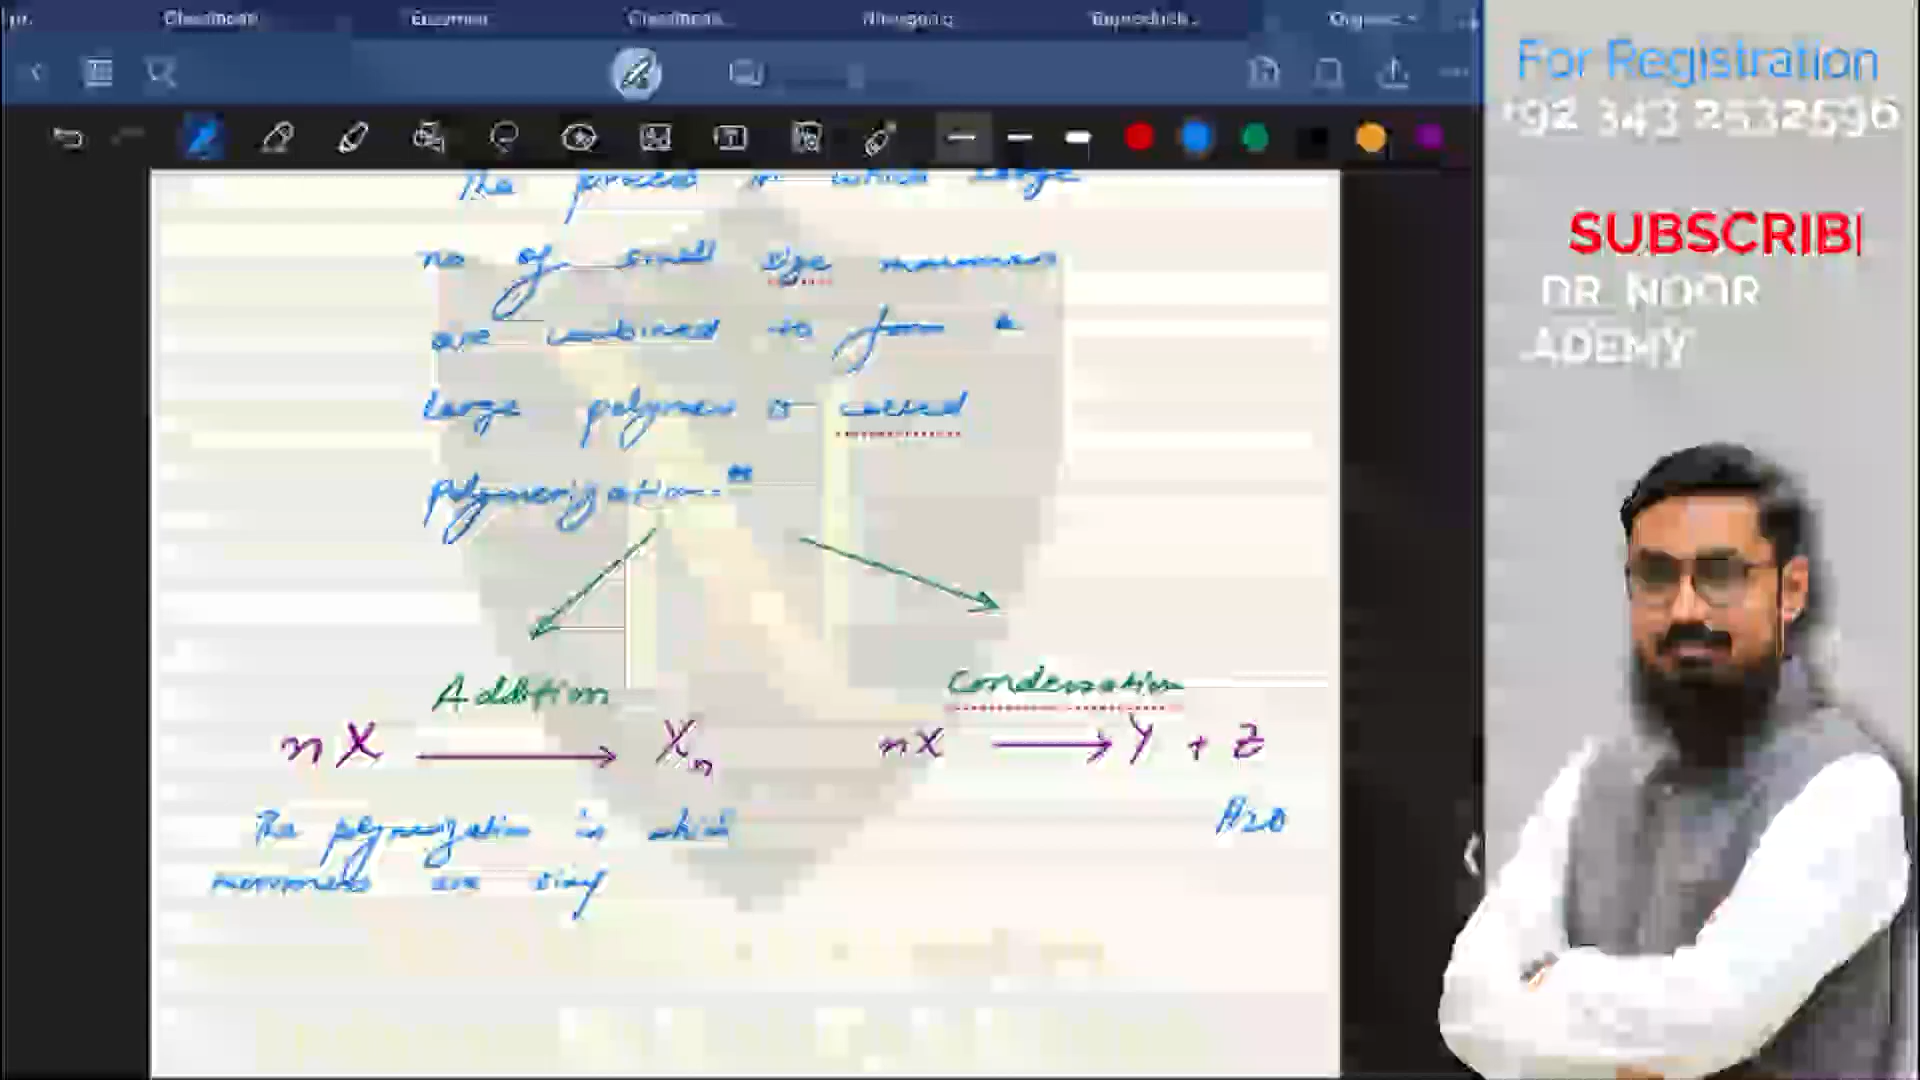 For Registration
+92 343 2532596
SUBSCRIB
DR NOOR
ADEMY
The process in which large
no of small size monomers
are combined to form a
large polymer is called
Polymerization."
Addition
Condensation
nX → Xn
nX → Y + Z
H2O
The polymerization in which
monomers are